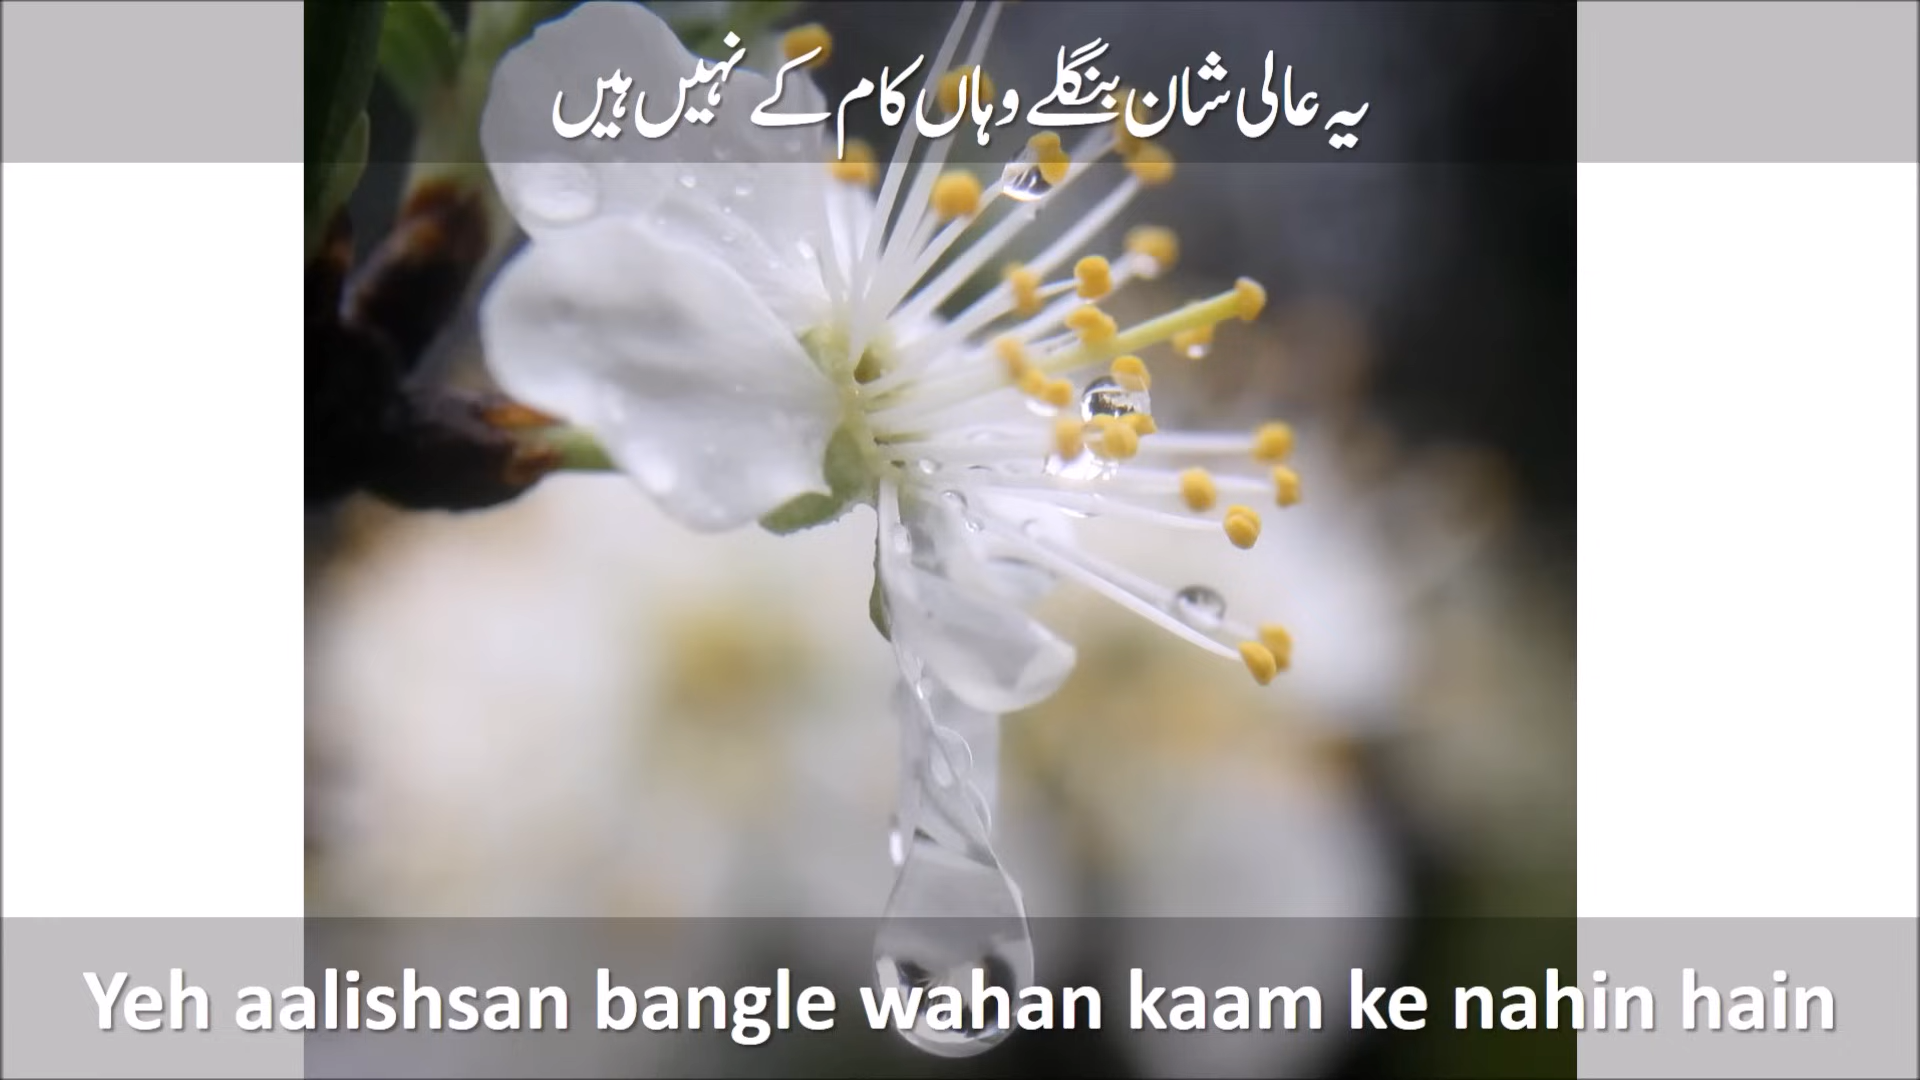 یہ عالی شان بنگلے وہاں کام کے نہیں ہیں
Yeh aalishsan bangle wahan kaam ke nahin hain